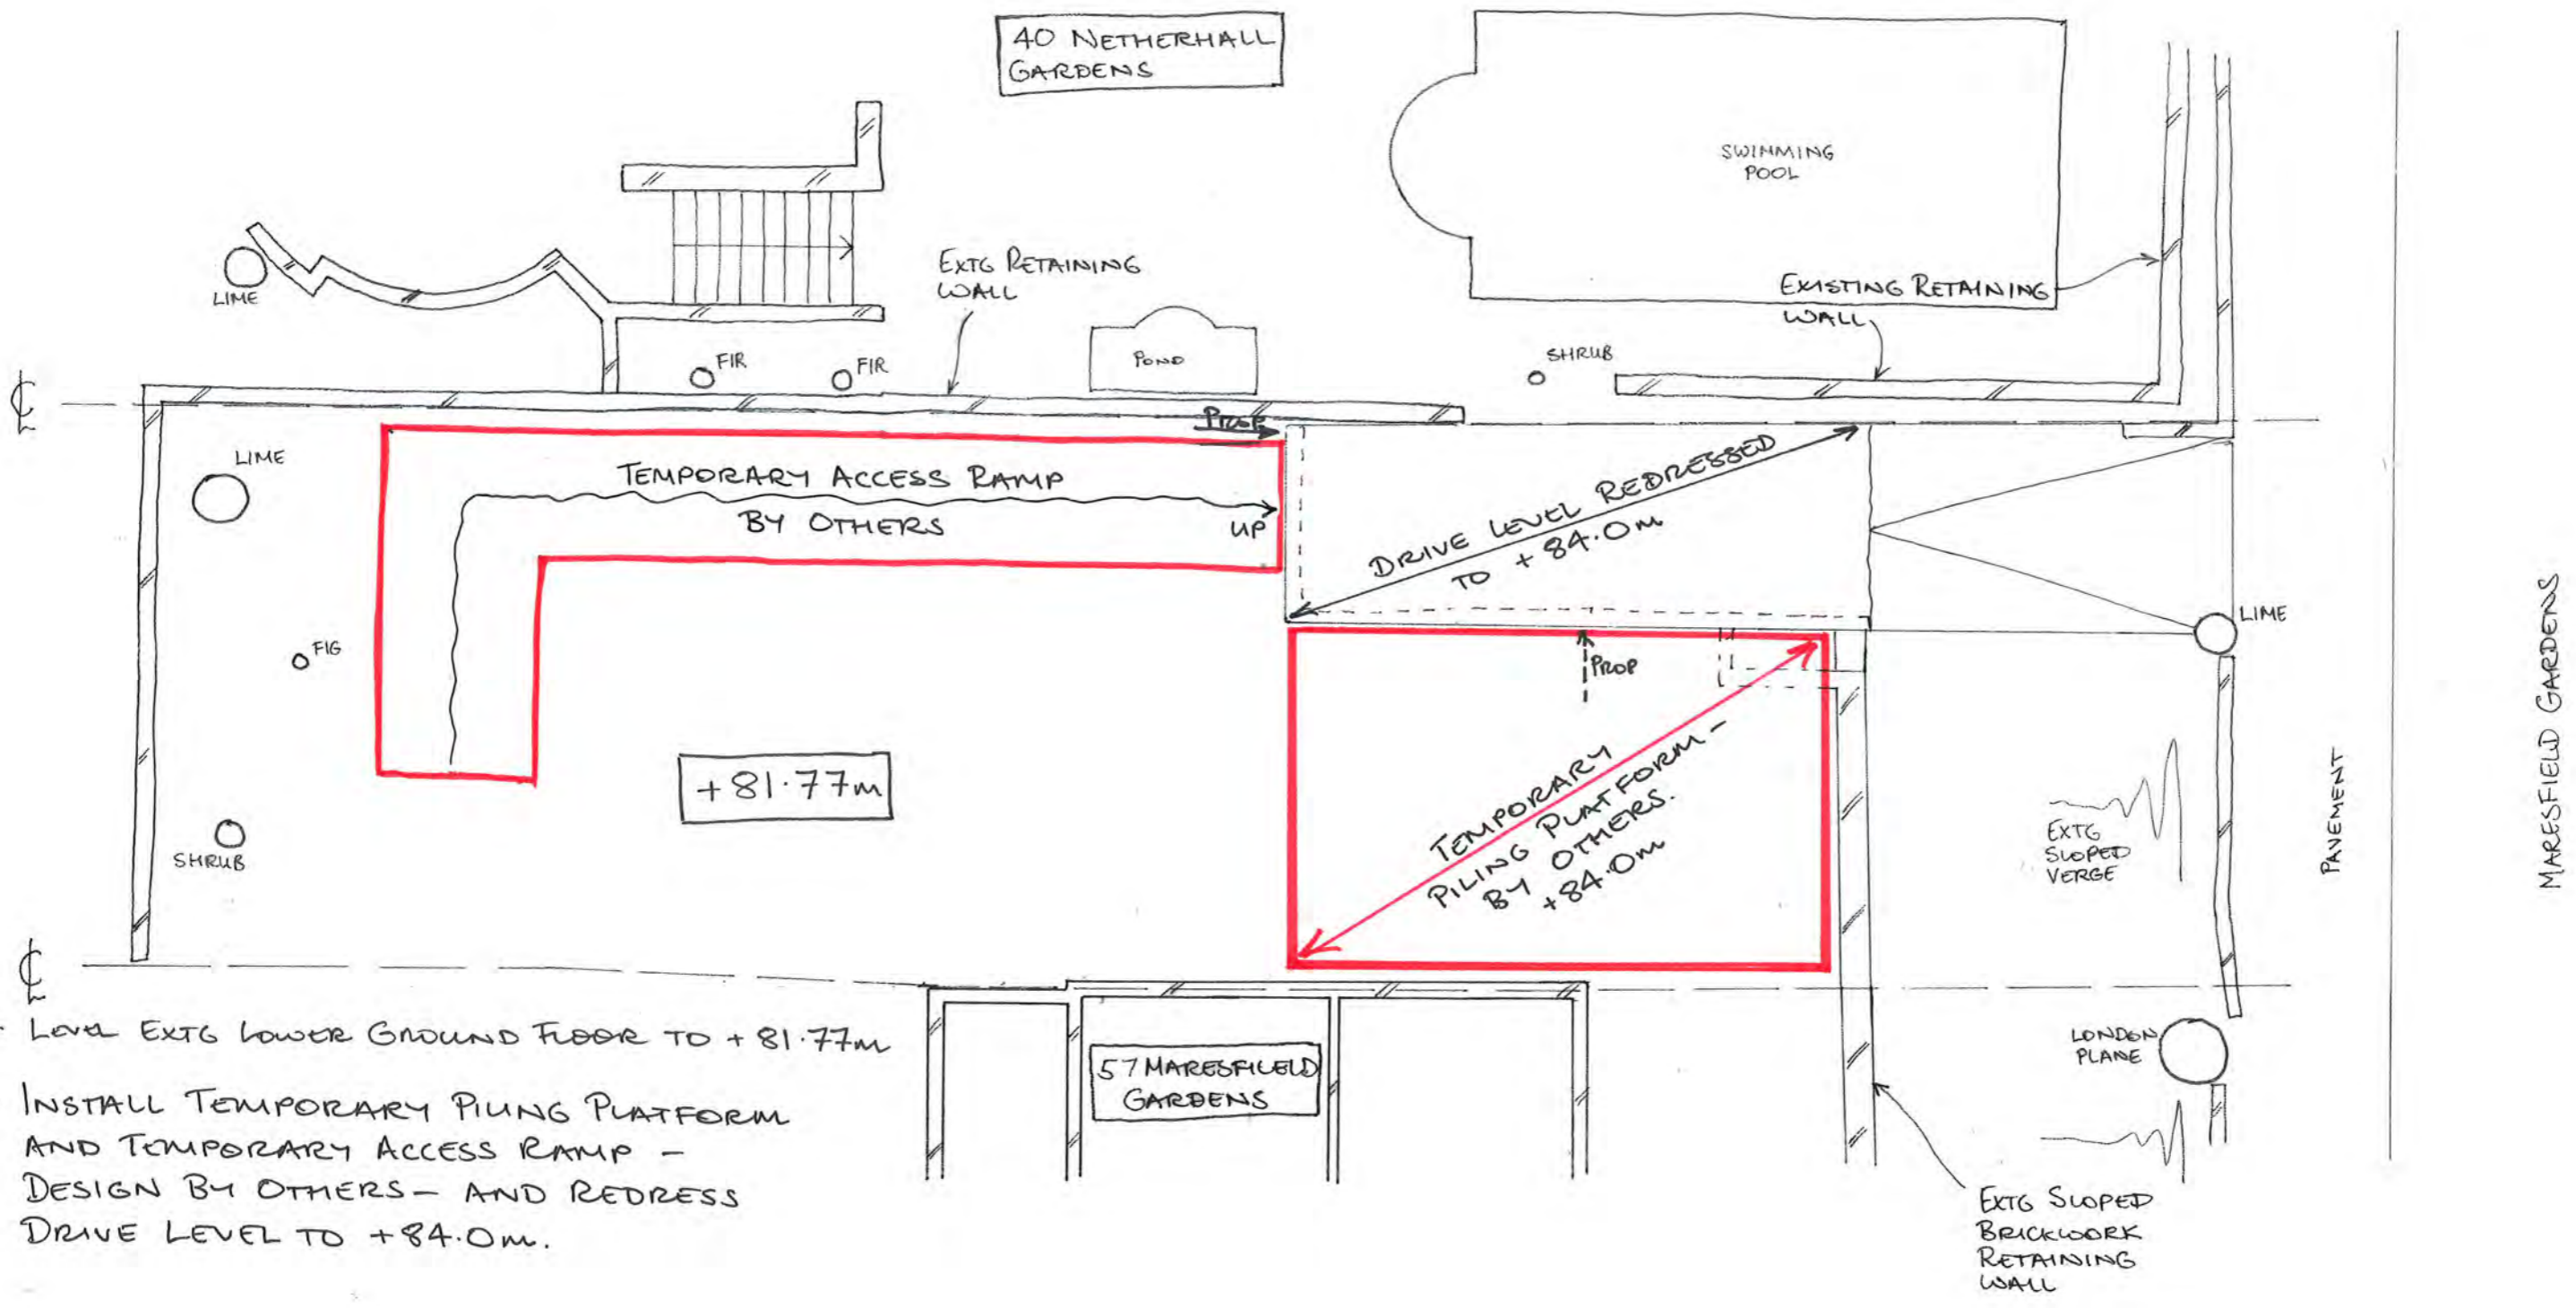 40 NETHERHALL
GARDENS
SWIMMING
POOL
LIME
EXTG RETAINING
WALL
EXISTING RETAINING
WALL
FIR
FIR
POND
SHRUB
PROP
LIME
TEMPORARY ACCESS RAMP
BY OTHERS
UP
DRIVE LEVEL REDRESSED
TO +84.0m
LIME
FIG
PROP
+81.77m
TEMPORARY
PILING PLATFORM -
BY OTHERS.
+84.0m
SHRUB
EXTG
SLOPED
VERGE
PAVEMENT
MARESFIELD GARDENS
LEVEL EXTG LOWER GROUND FLOOR TO +81.77m
INSTALL TEMPORARY PILING PLATFORM
AND TEMPORARY ACCESS RAMP -
DESIGN BY OTHERS - AND REDRESS
DRIVE LEVEL TO +84.0m.
57 MARESFIELD
GARDENS
LONDON
PLANE
EXTG SLOPED
BRICKWORK
RETAINING
WALL